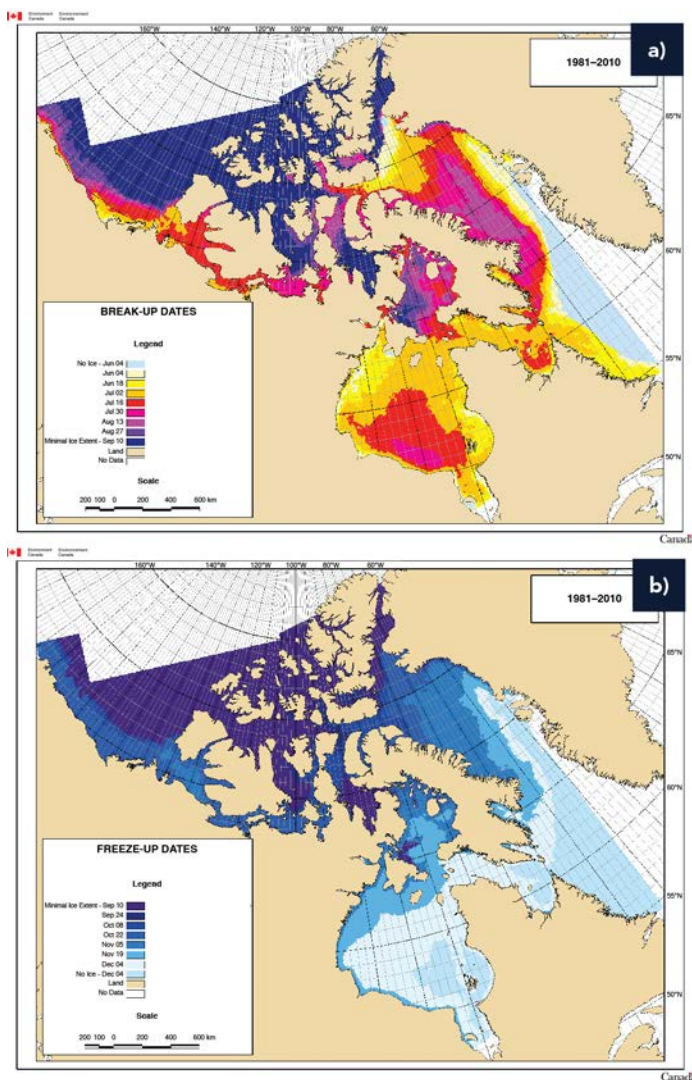 Environment Environnement
Canada Canada
160°W 140°W 120°W 100°W 80°W 60°W
1981–2010
a)
65°N
60°N
55°N
50°N
BREAK-UP DATES
Legend
No Ice - Jun 04
Jun 04
Jun 18
Jul 02
Jul 16
Jul 30
Aug 13
Aug 27
Minimal Ice Extent - Sep 10
Land
No Data
Scale
200 100 0 200 400 600 km
Canada
Environment Environnement
Canada Canada
160°W 140°W 120°W 100°W 80°W 60°W
1981–2010
b)
65°N
60°N
55°N
50°N
FREEZE-UP DATES
Legend
Minimal Ice Extent - Sep 10
Sep 24
Oct 08
Oct 22
Nov 05
Nov 19
Dec 04
No Ice - Dec 04
Land
No Data
Scale
200 100 0 200 400 600 km
Canada